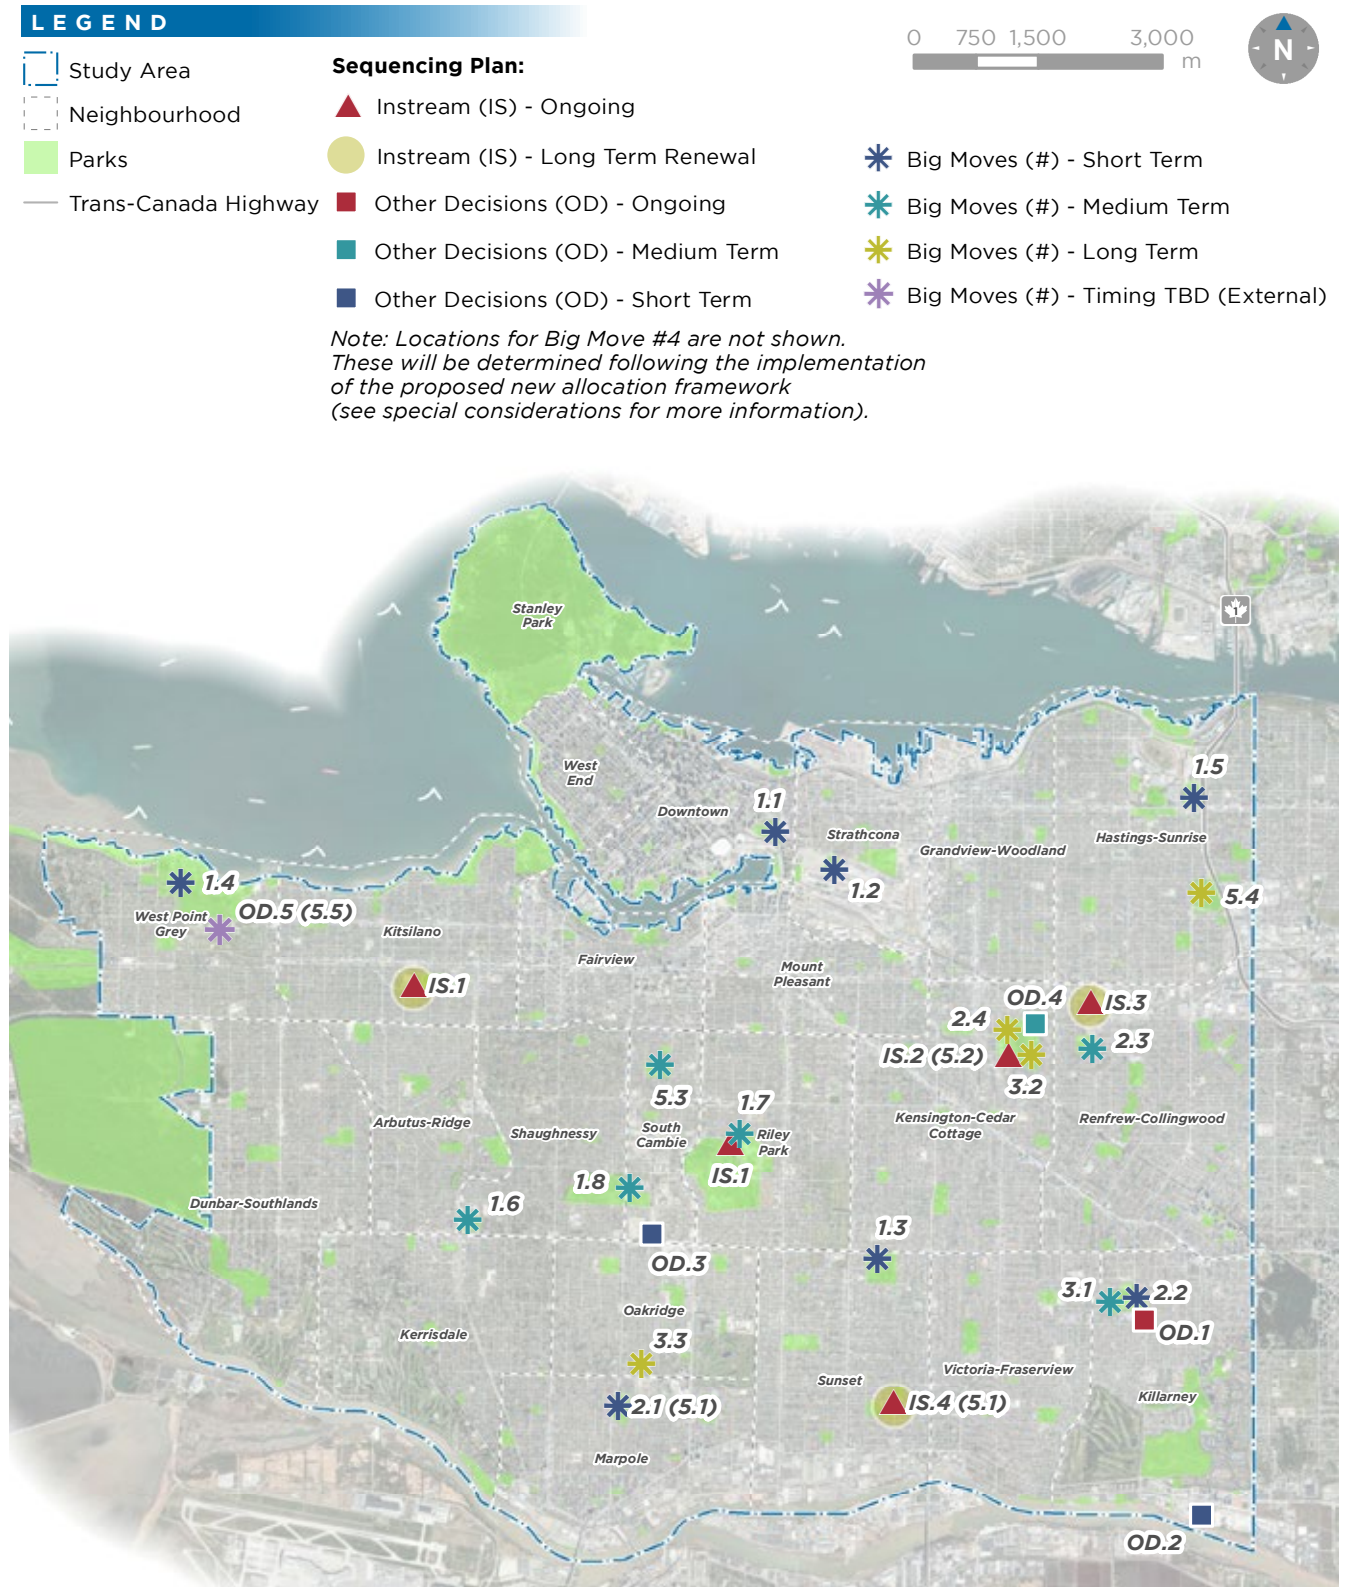 LEGEND
Study Area
Neighbourhood
Parks
Trans-Canada Highway
Sequencing Plan:
Instream (IS) - Ongoing
Instream (IS) - Long Term Renewal
Other Decisions (OD) - Ongoing
Other Decisions (OD) - Medium Term
Other Decisions (OD) - Short Term
Big Moves (#) - Short Term
Big Moves (#) - Medium Term
Big Moves (#) - Long Term
Big Moves (#) - Timing TBD (External)
0 750 1,500 3,000
m
N
Note: Locations for Big Move #4 are not shown.
These will be determined following the implementation
of the proposed new allocation framework
(see special considerations for more information).
Stanley
Park
1
West
End
1.5
1.1
Downtown
Strathcona
Hastings-Sunrise
Grandview-Woodland
1.4
1.2
5.4
OD.5 (5.5)
West Point
Grey
Kitsilano
Fairview
Mount
Pleasant
IS.1
OD.4
IS.3
2.4
2.3
IS.2 (5.2)
3.2
5.3
1.7
Arbutus-Ridge
Shaughnessy
South
Cambie
Riley
Park
Kensington-Cedar
Cottage
Renfrew-Collingwood
IS.1
1.8
Dunbar-Southlands
1.6
1.3
OD.3
3.1
2.2
Oakridge
OD.1
Kerrisdale
3.3
Victoria-Fraserview
Sunset
Killarney
2.1 (5.1)
IS.4 (5.1)
Marpole
OD.2